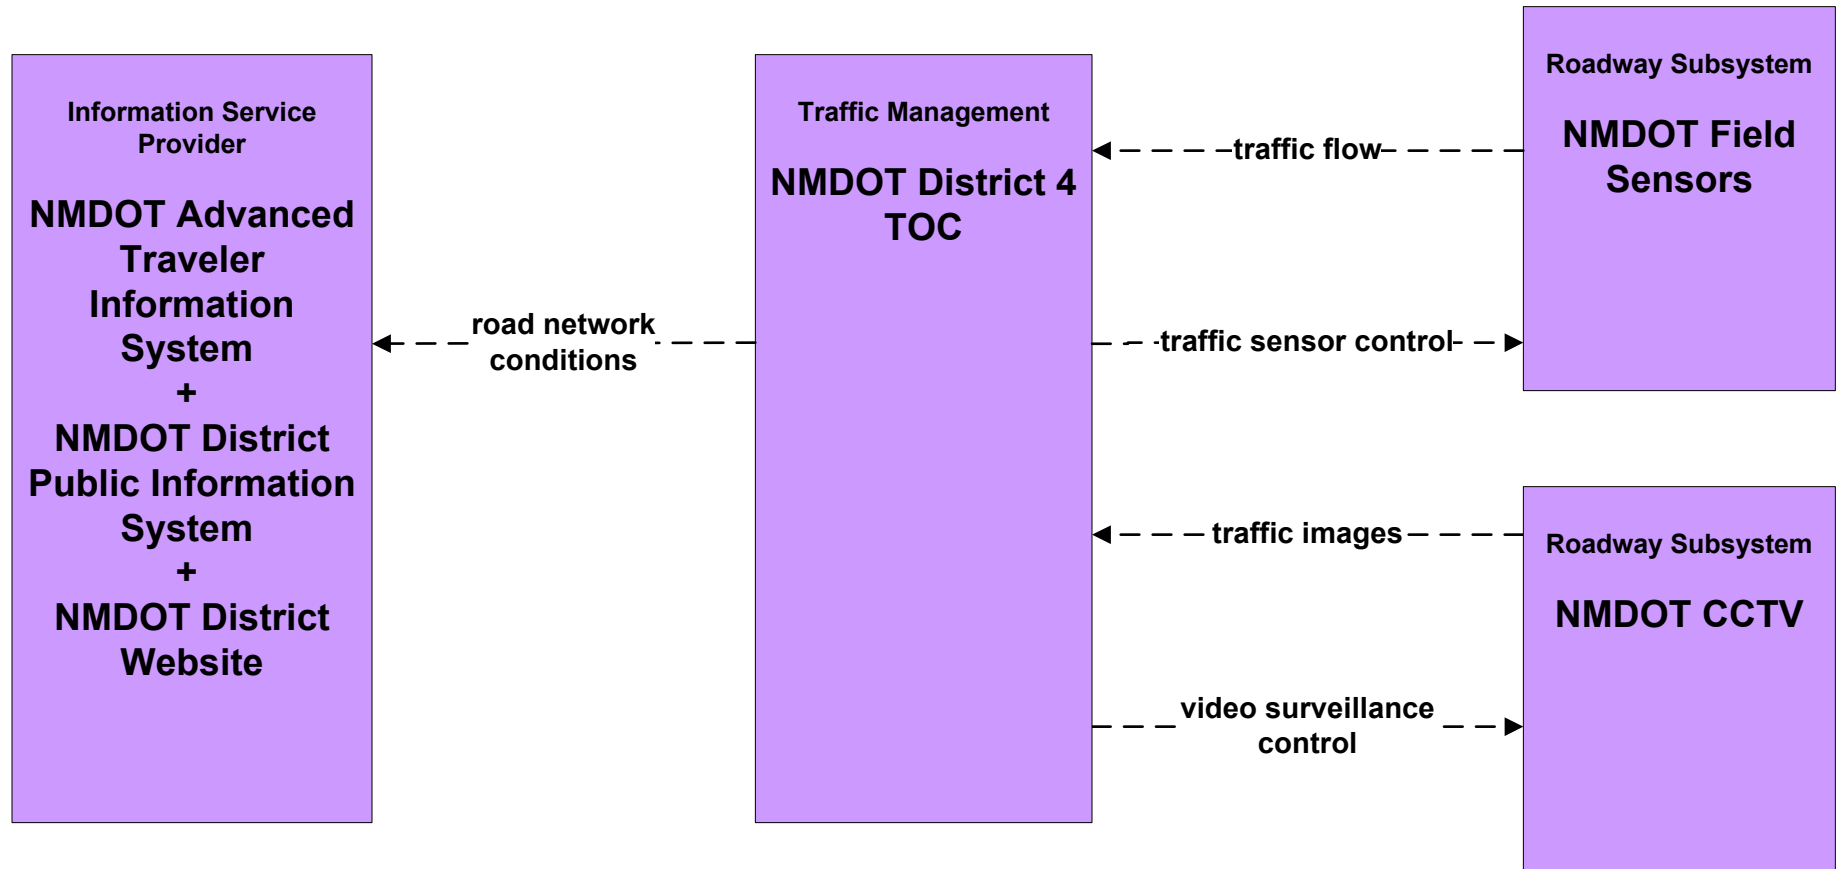 Information Service
Provider
NMDOT Advanced
Traveler
Information
System
+
NMDOT District
Public Information
System
+
NMDOT District
Website
road network
conditions
Traffic Management
NMDOT District 4
TOC
traffic flow
traffic sensor control
traffic images
video surveillance
control
Roadway Subsystem
NMDOT Field
Sensors
Roadway Subsystem
NMDOT CCTV